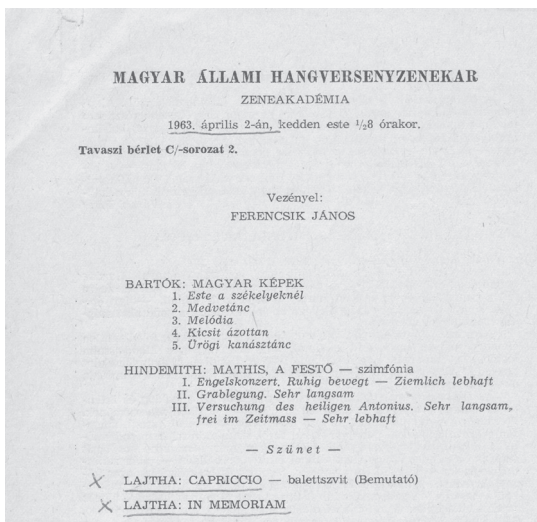 MAGYAR ÁLLAMI HANGVERSENYZENEKAR
ZENEAKADÉMIA
1963. április 2-án, kedden este ½8 órakor.
Tavaszi bérlet C/-sorozat 2.
Vezényel:
FERENCSIK JÁNOS
BARTÓK: MAGYAR KÉPEK
1. Este a székelyeknél
2. Medvetánc
3. Melódia
4. Kicsit ázottan
5. Ürögi kanásztánc
HINDEMITH: MATHIS, A FESTŐ — szimfónia
I. Engelskonzert. Ruhig bewegt — Ziemlich lebhaft
II. Grablegung. Sehr langsam
III. Versuchung des heiligen Antonius. Sehr langsam,
frei im Zeitmass — Sehr lebhaft
— Szünet —
LAJTHA: CAPRICCIO — balettszvit (Bemutató)
LAJTHA: IN MEMORIAM